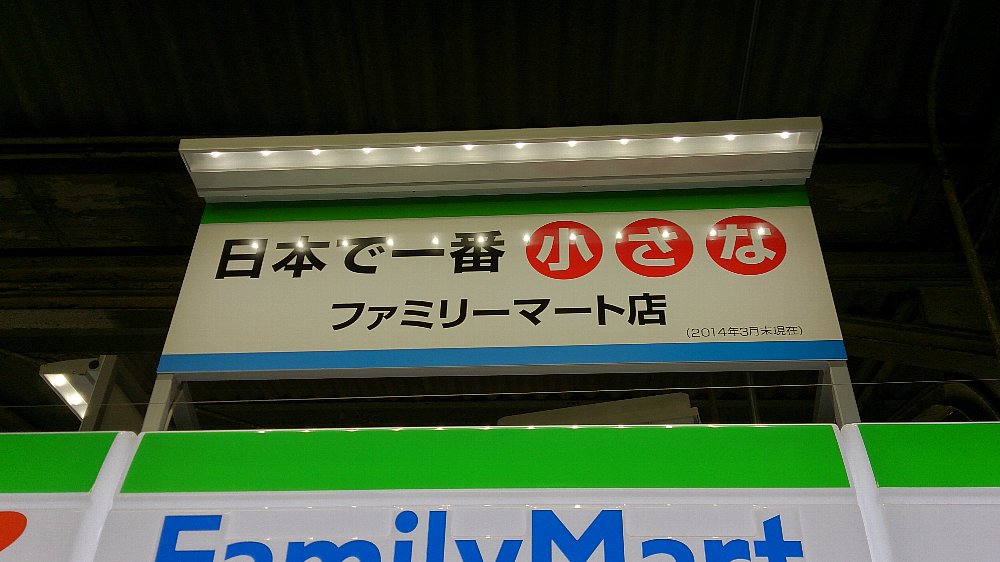 日本で一番小さな
ファミリーマート店
(2014年3月末現在)
FamilyMart